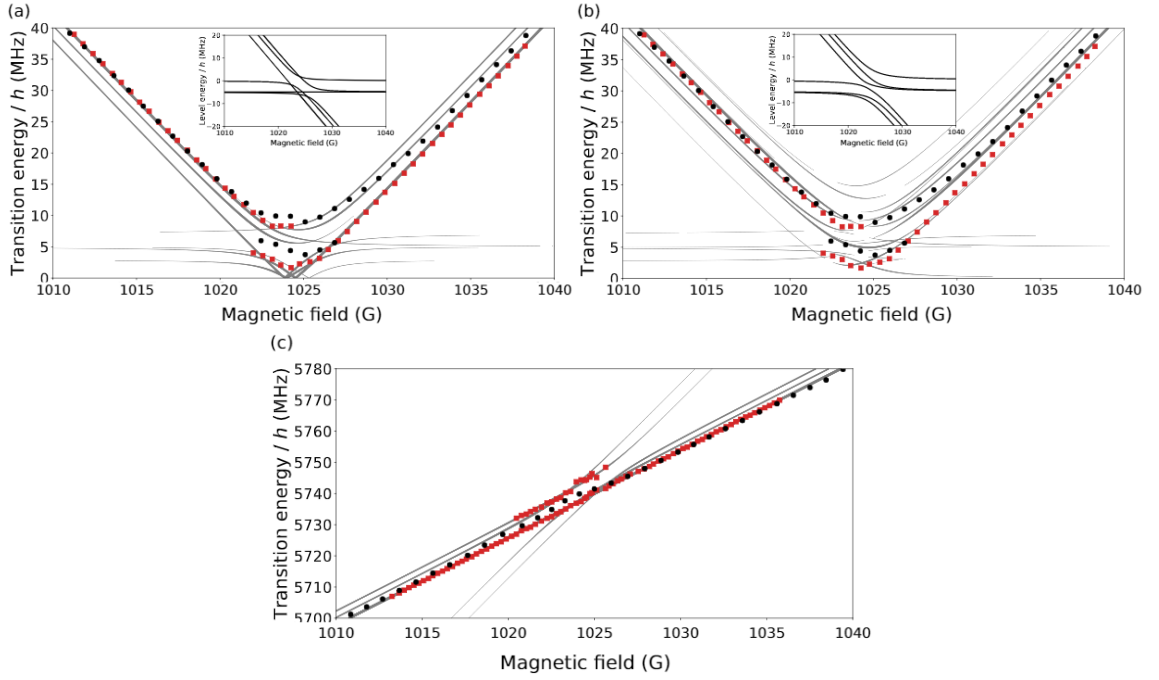 (a)
40
35
30
25
20
15
10
5
0
Transition energy / h (MHz)
1010 1015 1020 1025 1030 1035 1040
Magnetic field (G)
20
10
0
−10
−20
Level energy / h (MHz)
1010 1020 1030 1040
Magnetic field (G)
(b)
40
35
30
25
20
15
10
5
0
Transition energy / h (MHz)
1010 1015 1020 1025 1030 1035 1040
Magnetic field (G)
20
10
0
−10
−20
Level energy / h (MHz)
1010 1020 1030 1040
Magnetic field (G)
(c)
5780
5770
5760
5750
5740
5730
5720
5710
5700
Transition energy / h (MHz)
1010 1015 1020 1025 1030 1035 1040
Magnetic field (G)